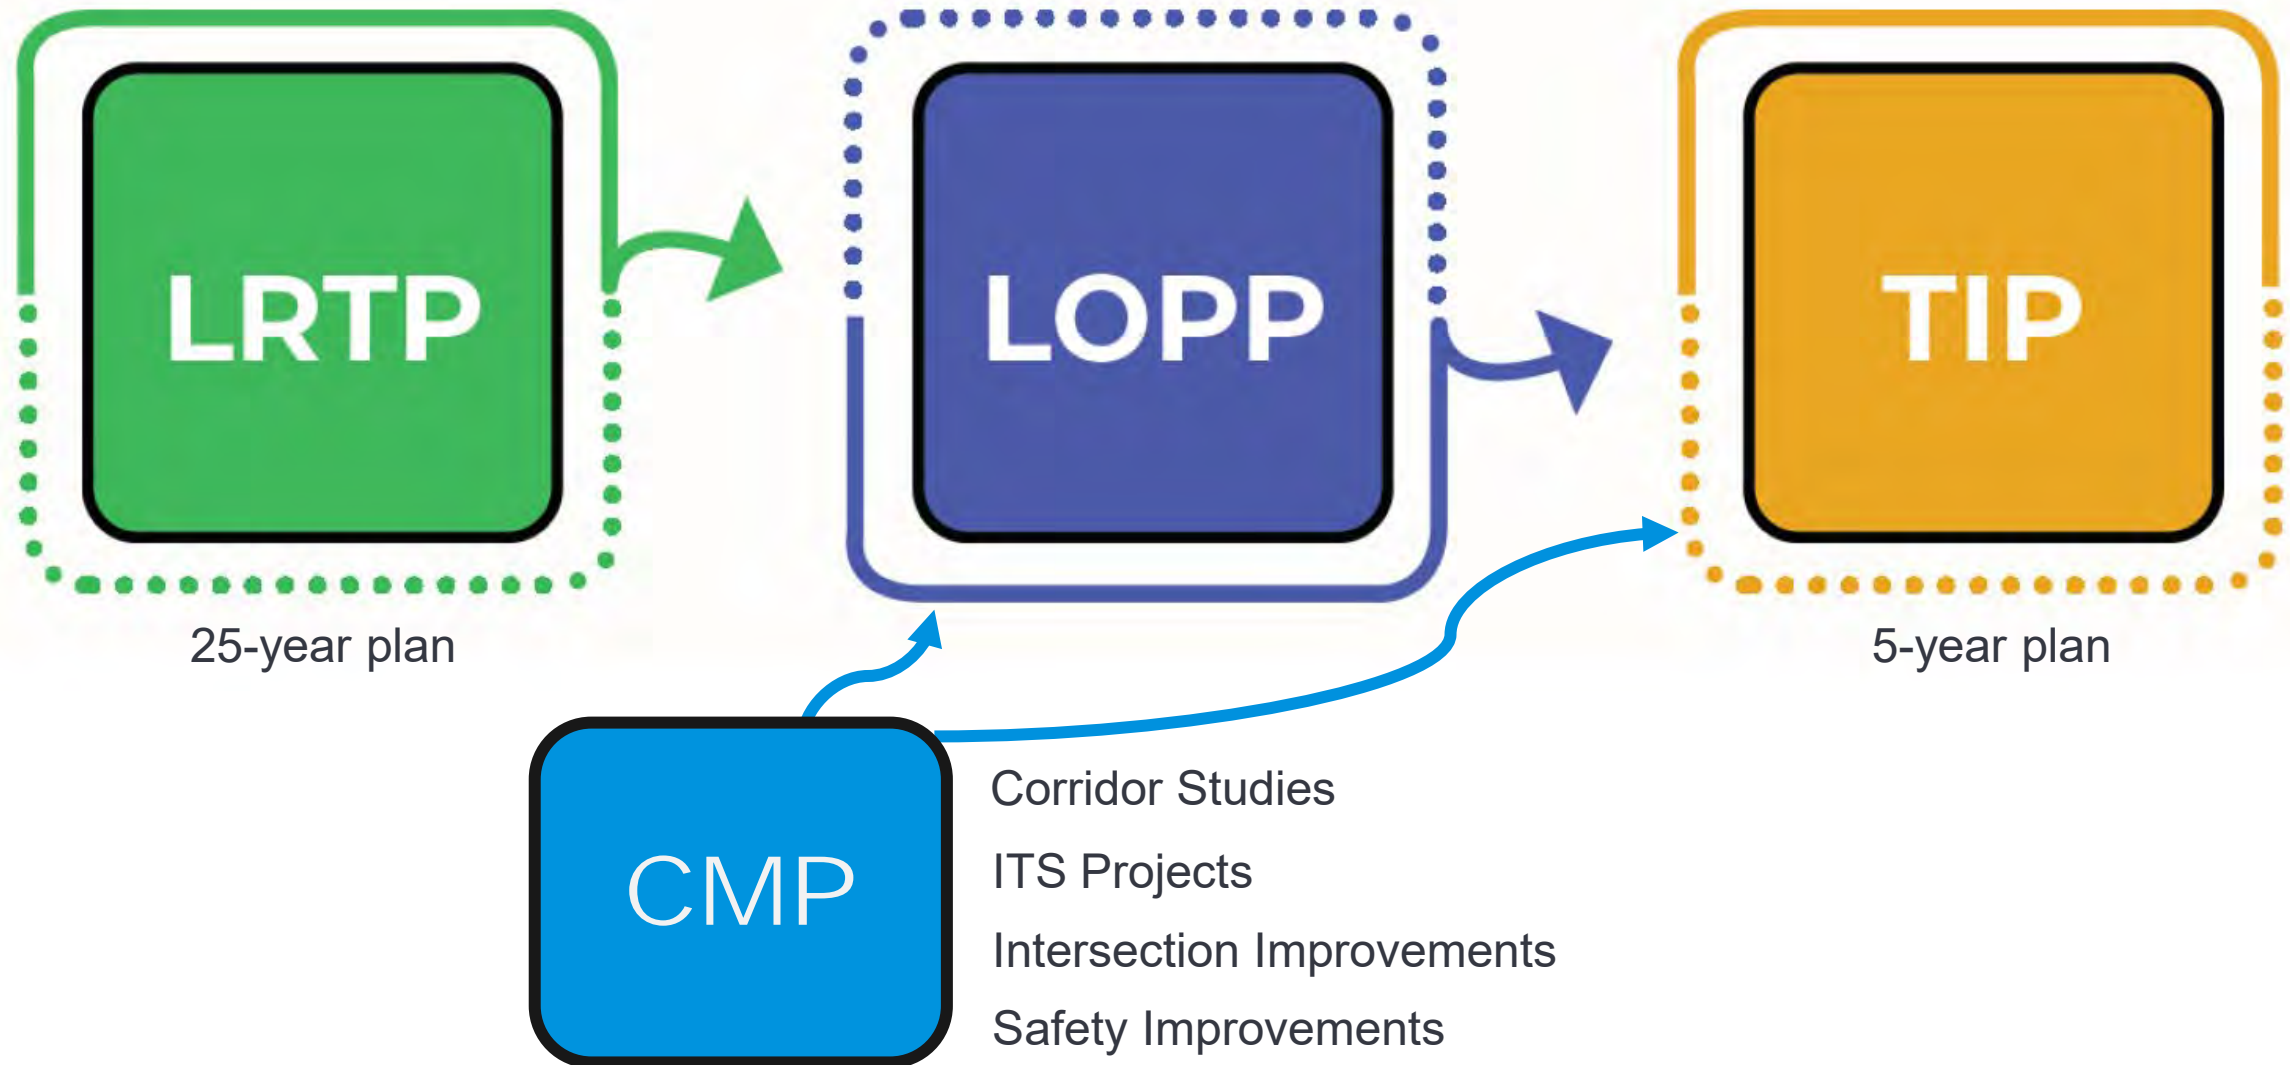 LRTP
LOPP
TIP
25-year plan
5-year plan
CMP
Corridor Studies
ITS Projects
Intersection Improvements
Safety Improvements